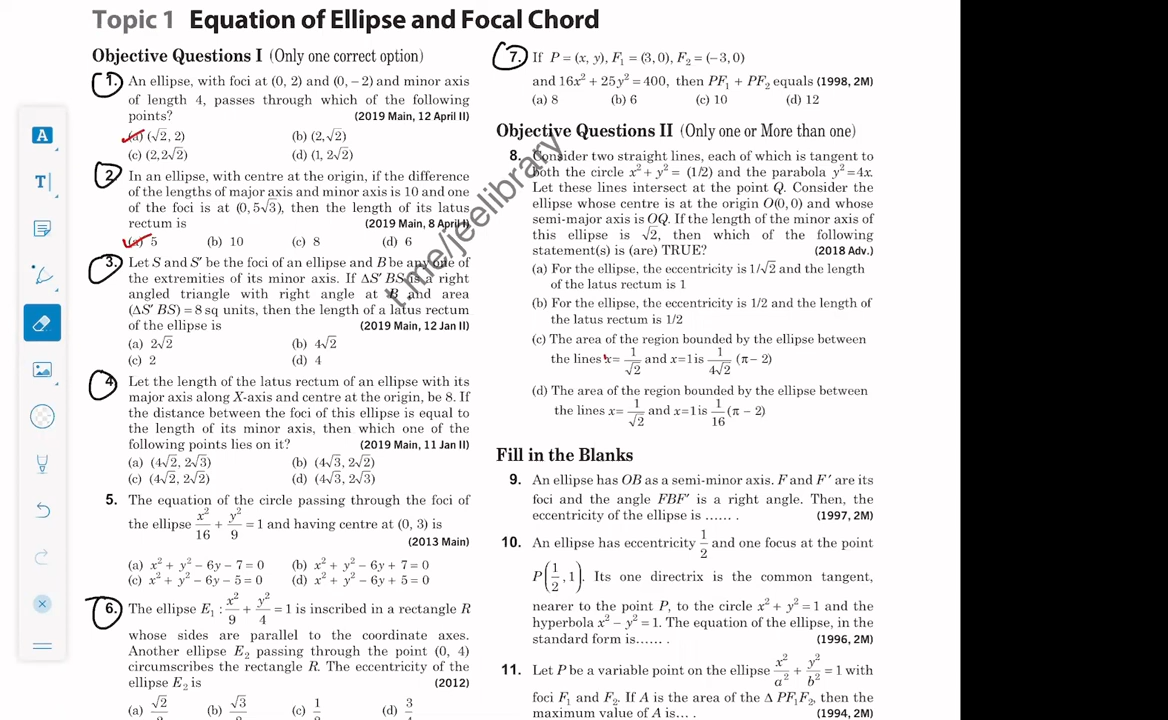 Topic 1 Equation of Ellipse and Focal Chord
Objective Questions I (Only one correct option)
1. An ellipse, with foci at (0, 2) and (0, −2) and minor axis
of length 4, passes through which of the following
points? (2019 Main, 12 April II)
(a) (√2, 2) (b) (2, √2)
(c) (2, 2√2) (d) (1, 2√2)
2. In an ellipse, with centre at the origin, if the difference
of the lengths of major axis and minor axis is 10 and one
of the foci is at (0, 5√3), then the length of its latus
rectum is (2019 Main, 8 April I)
(a) 5 (b) 10 (c) 8 (d) 6
3. Let S and S′ be the foci of an ellipse and B be any one of
the extremities of its minor axis. If ΔS′ BS is a right
angled triangle with right angle at B and area
(ΔS′ BS) = 8 sq units, then the length of a latus rectum
of the ellipse is (2019 Main, 12 Jan II)
(a) 2√2 (b) 4√2
(c) 2 (d) 4
4. Let the length of the latus rectum of an ellipse with its
major axis along X-axis and centre at the origin, be 8. If
the distance between the foci of this ellipse is equal to
the length of its minor axis, then which one of the
following points lies on it? (2019 Main, 11 Jan II)
(a) (4√2, 2√3) (b) (4√3, 2√2)
(c) (4√2, 2√2) (d) (4√3, 2√3)
5. The equation of the circle passing through the foci of
the ellipse x²/16 + y²/9 = 1 and having centre at (0, 3) is
(2013 Main)
(a) x² + y² − 6y − 7 = 0 (b) x² + y² − 6y + 7 = 0
(c) x² + y² − 6y − 5 = 0 (d) x² + y² − 6y + 5 = 0
6. The ellipse E₁ : x²/9 + y²/4 = 1 is inscribed in a rectangle R
whose sides are parallel to the coordinate axes.
Another ellipse E₂ passing through the point (0, 4)
circumscribes the rectangle R. The eccentricity of the
ellipse E₂ is (2012)
(a) √2 (b) √3 (c) 1 (d) 3
7. If P = (x, y), F₁ = (3, 0), F₂ = (−3, 0)
and 16x² + 25y² = 400, then PF₁ + PF₂ equals (1998, 2M)
(a) 8 (b) 6 (c) 10 (d) 12
Objective Questions II (Only one or More than one)
8. Consider two straight lines, each of which is tangent to
both the circle x² + y² = (1/2) and the parabola y² = 4x.
Let these lines intersect at the point Q. Consider the
ellipse whose centre is at the origin O(0, 0) and whose
semi-major axis is OQ. If the length of the minor axis of
this ellipse is √2, then which of the following
statement(s) is (are) TRUE? (2018 Adv.)
(a) For the ellipse, the eccentricity is 1/√2 and the length
of the latus rectum is 1
(b) For the ellipse, the eccentricity is 1/2 and the length of
the latus rectum is 1/2
(c) The area of the region bounded by the ellipse between
the lines x = 1/√2 and x = 1 is 1/4√2 (π − 2)
(d) The area of the region bounded by the ellipse between
the lines x = 1/√2 and x = 1 is 1/16 (π − 2)
Fill in the Blanks
9. An ellipse has OB as a semi-minor axis. F and F′ are its
foci and the angle FBF′ is a right angle. Then, the
eccentricity of the ellipse is ...... . (1997, 2M)
10. An ellipse has eccentricity 1/2 and one focus at the point
P(1/2, 1). Its one directrix is the common tangent,
nearer to the point P, to the circle x² + y² = 1 and the
hyperbola x² − y² = 1. The equation of the ellipse, in the
standard form is...... . (1996, 2M)
11. Let P be a variable point on the ellipse x²/a² + y²/b² = 1 with
foci F₁ and F₂. If A is the area of the Δ PF₁F₂, then the
maximum value of A is... . (1994, 2M)
t.me/jeelibrary
A
T